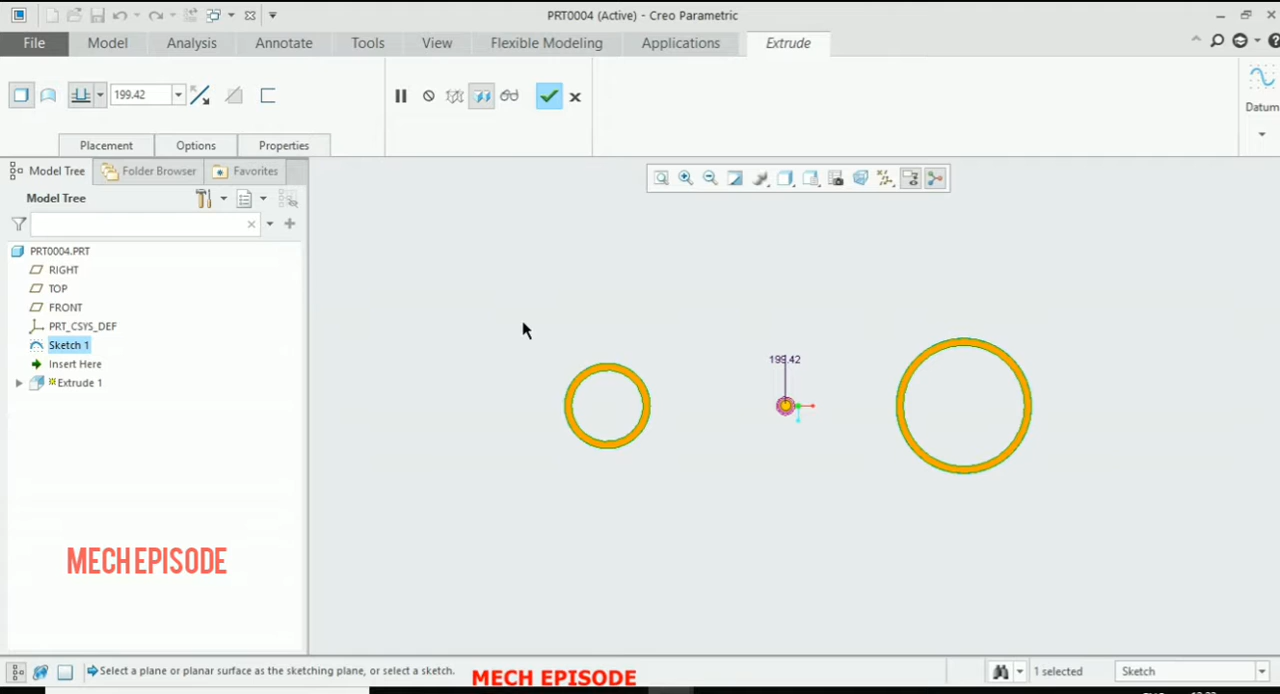 PRT0004 (Active) - Creo Parametric
File Model Analysis Annotate Tools View Flexible Modeling Applications Extrude
199.42
Datum
Placement Options Properties
Model Tree Folder Browser Favorites
Model Tree
PRT0004.PRT
RIGHT
TOP
FRONT
PRT_CSYS_DEF
Sketch 1
Insert Here
Extrude 1
199.42
MECH EPISODE
Select a plane or planar surface as the sketching plane, or select a sketch.
MECH EPISODE
1 selected
Sketch